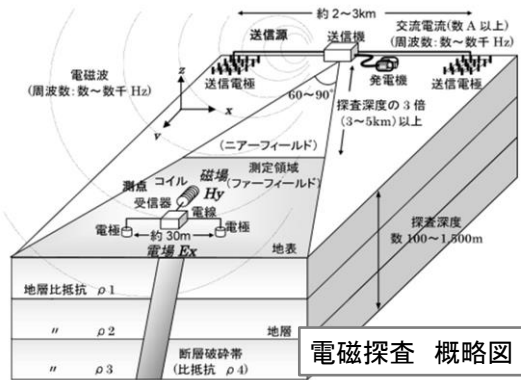 約 2～3km
送信源
送信機
交流電流(数 A 以上)
(周波数: 数～数千 Hz)
電磁波
(周波数: 数～数千 Hz)
送信電極
発電機
送信電極
z
x
y
60～90°
探査深度の 3 倍
(3～5km)以上
(ニアーフィールド)
測定領域
(ファーフィールド)
磁場
Hy
コイル
測点
受信器
電線
電極
電極
約 30m
電場 Ex
地表
探査深度
数 100～1,500m
地層比抵抗 ρ1
〃 ρ2
地層
〃 ρ3
断層破砕帯
(比抵抗 ρ4)
電磁探査 概略図